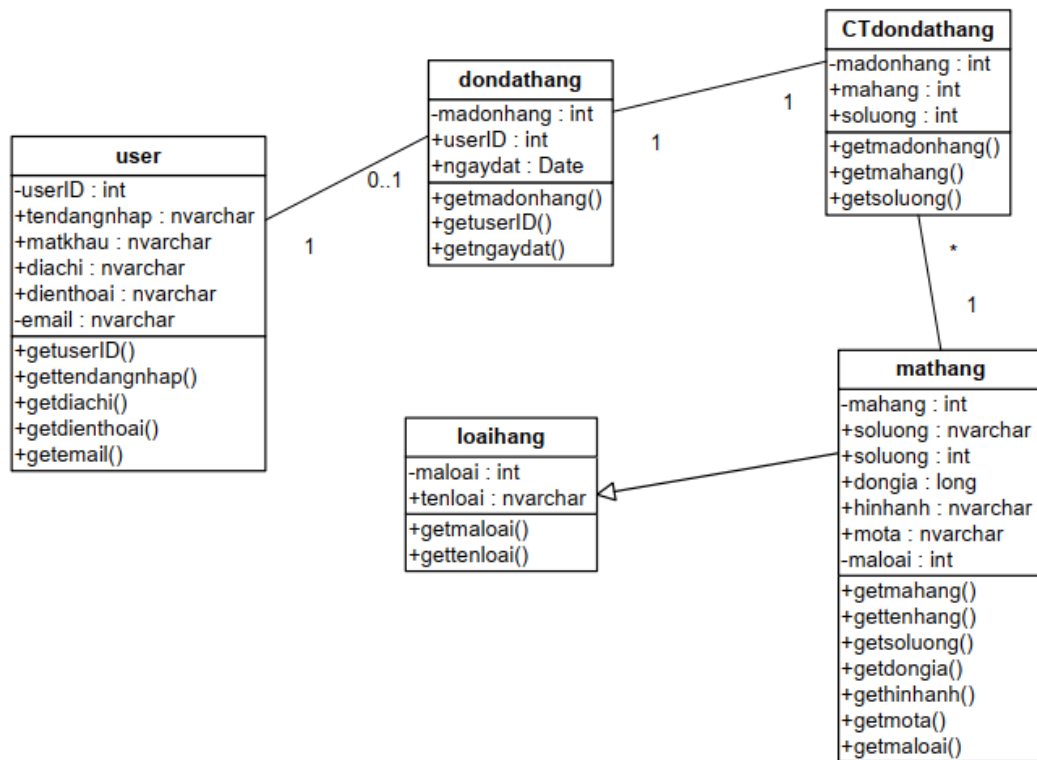 CTdondathang
-madonhang : int
+mahang : int
+soluong : int
+getmadonhang()
+getmahang()
+getsoluong()
dondathang
-madonhang : int
+userID : int
+ngaydat : Date
+getmadonhang()
+getuserID()
+getngaydat()
1
1
user
-userID : int
+tendangnhap : nvarchar
+matkhau : nvarchar
+diachi : nvarchar
+dienthoai : nvarchar
-email : nvarchar
+getuserID()
+gettendangnhap()
+getdiachi()
+getdienthoai()
+getemail()
0..1
1
*
1
mathang
-mahang : int
+soluong : nvarchar
+soluong : int
+dongia : long
+hinhanh : nvarchar
+mota : nvarchar
-maloai : int
+getmahang()
+gettenhang()
+getsoluong()
+getdongia()
+gethinhanh()
+getmota()
+getmaloai()
loaihang
-maloai : int
+tenloai : nvarchar
+getmaloai()
+gettenloai()